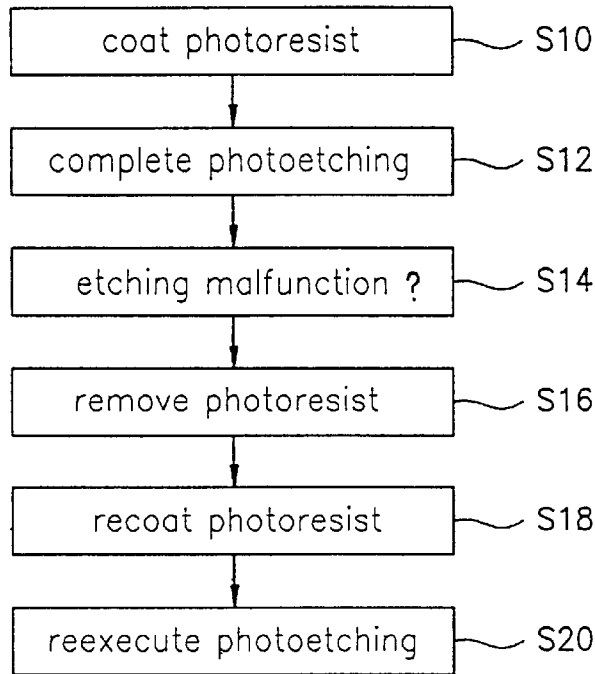 coat photoresist S10
complete photoetching S12
etching malfunction ? S14
remove photoresist S16
recoat photoresist S18
reexecute photoetching S20